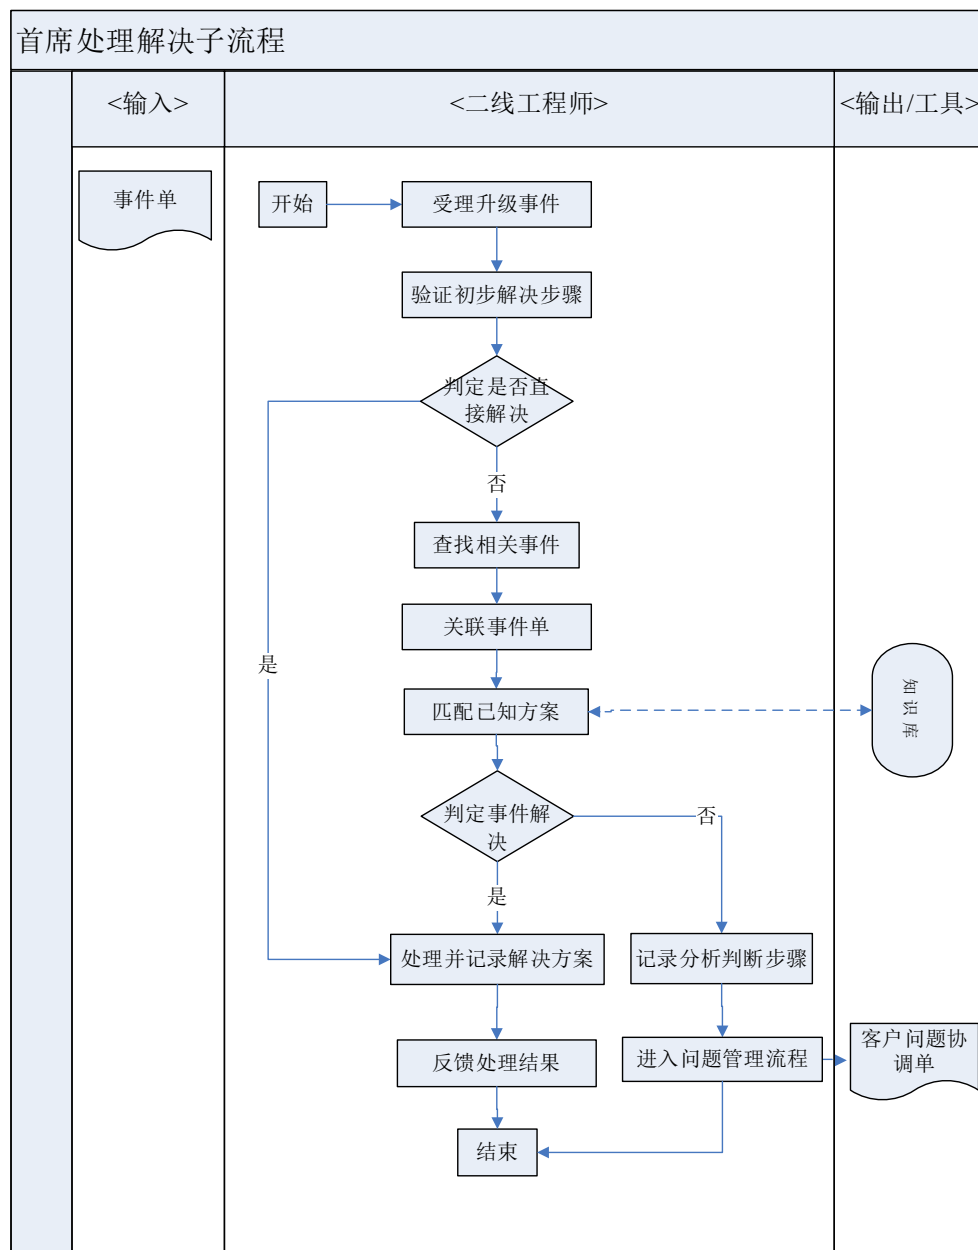 首席处理解决子流程
<输入>
<二线工程师>
<输出/工具>
事件单
开始
受理升级事件
验证初步解决步骤
判定是否直
接解决
否
查找相关事件
关联事件单
是
匹配已知方案
知识库
判定事件解
决
否
是
处理并记录解决方案
记录分析判断步骤
反馈处理结果
进入问题管理流程
客户问题协
调单
结束